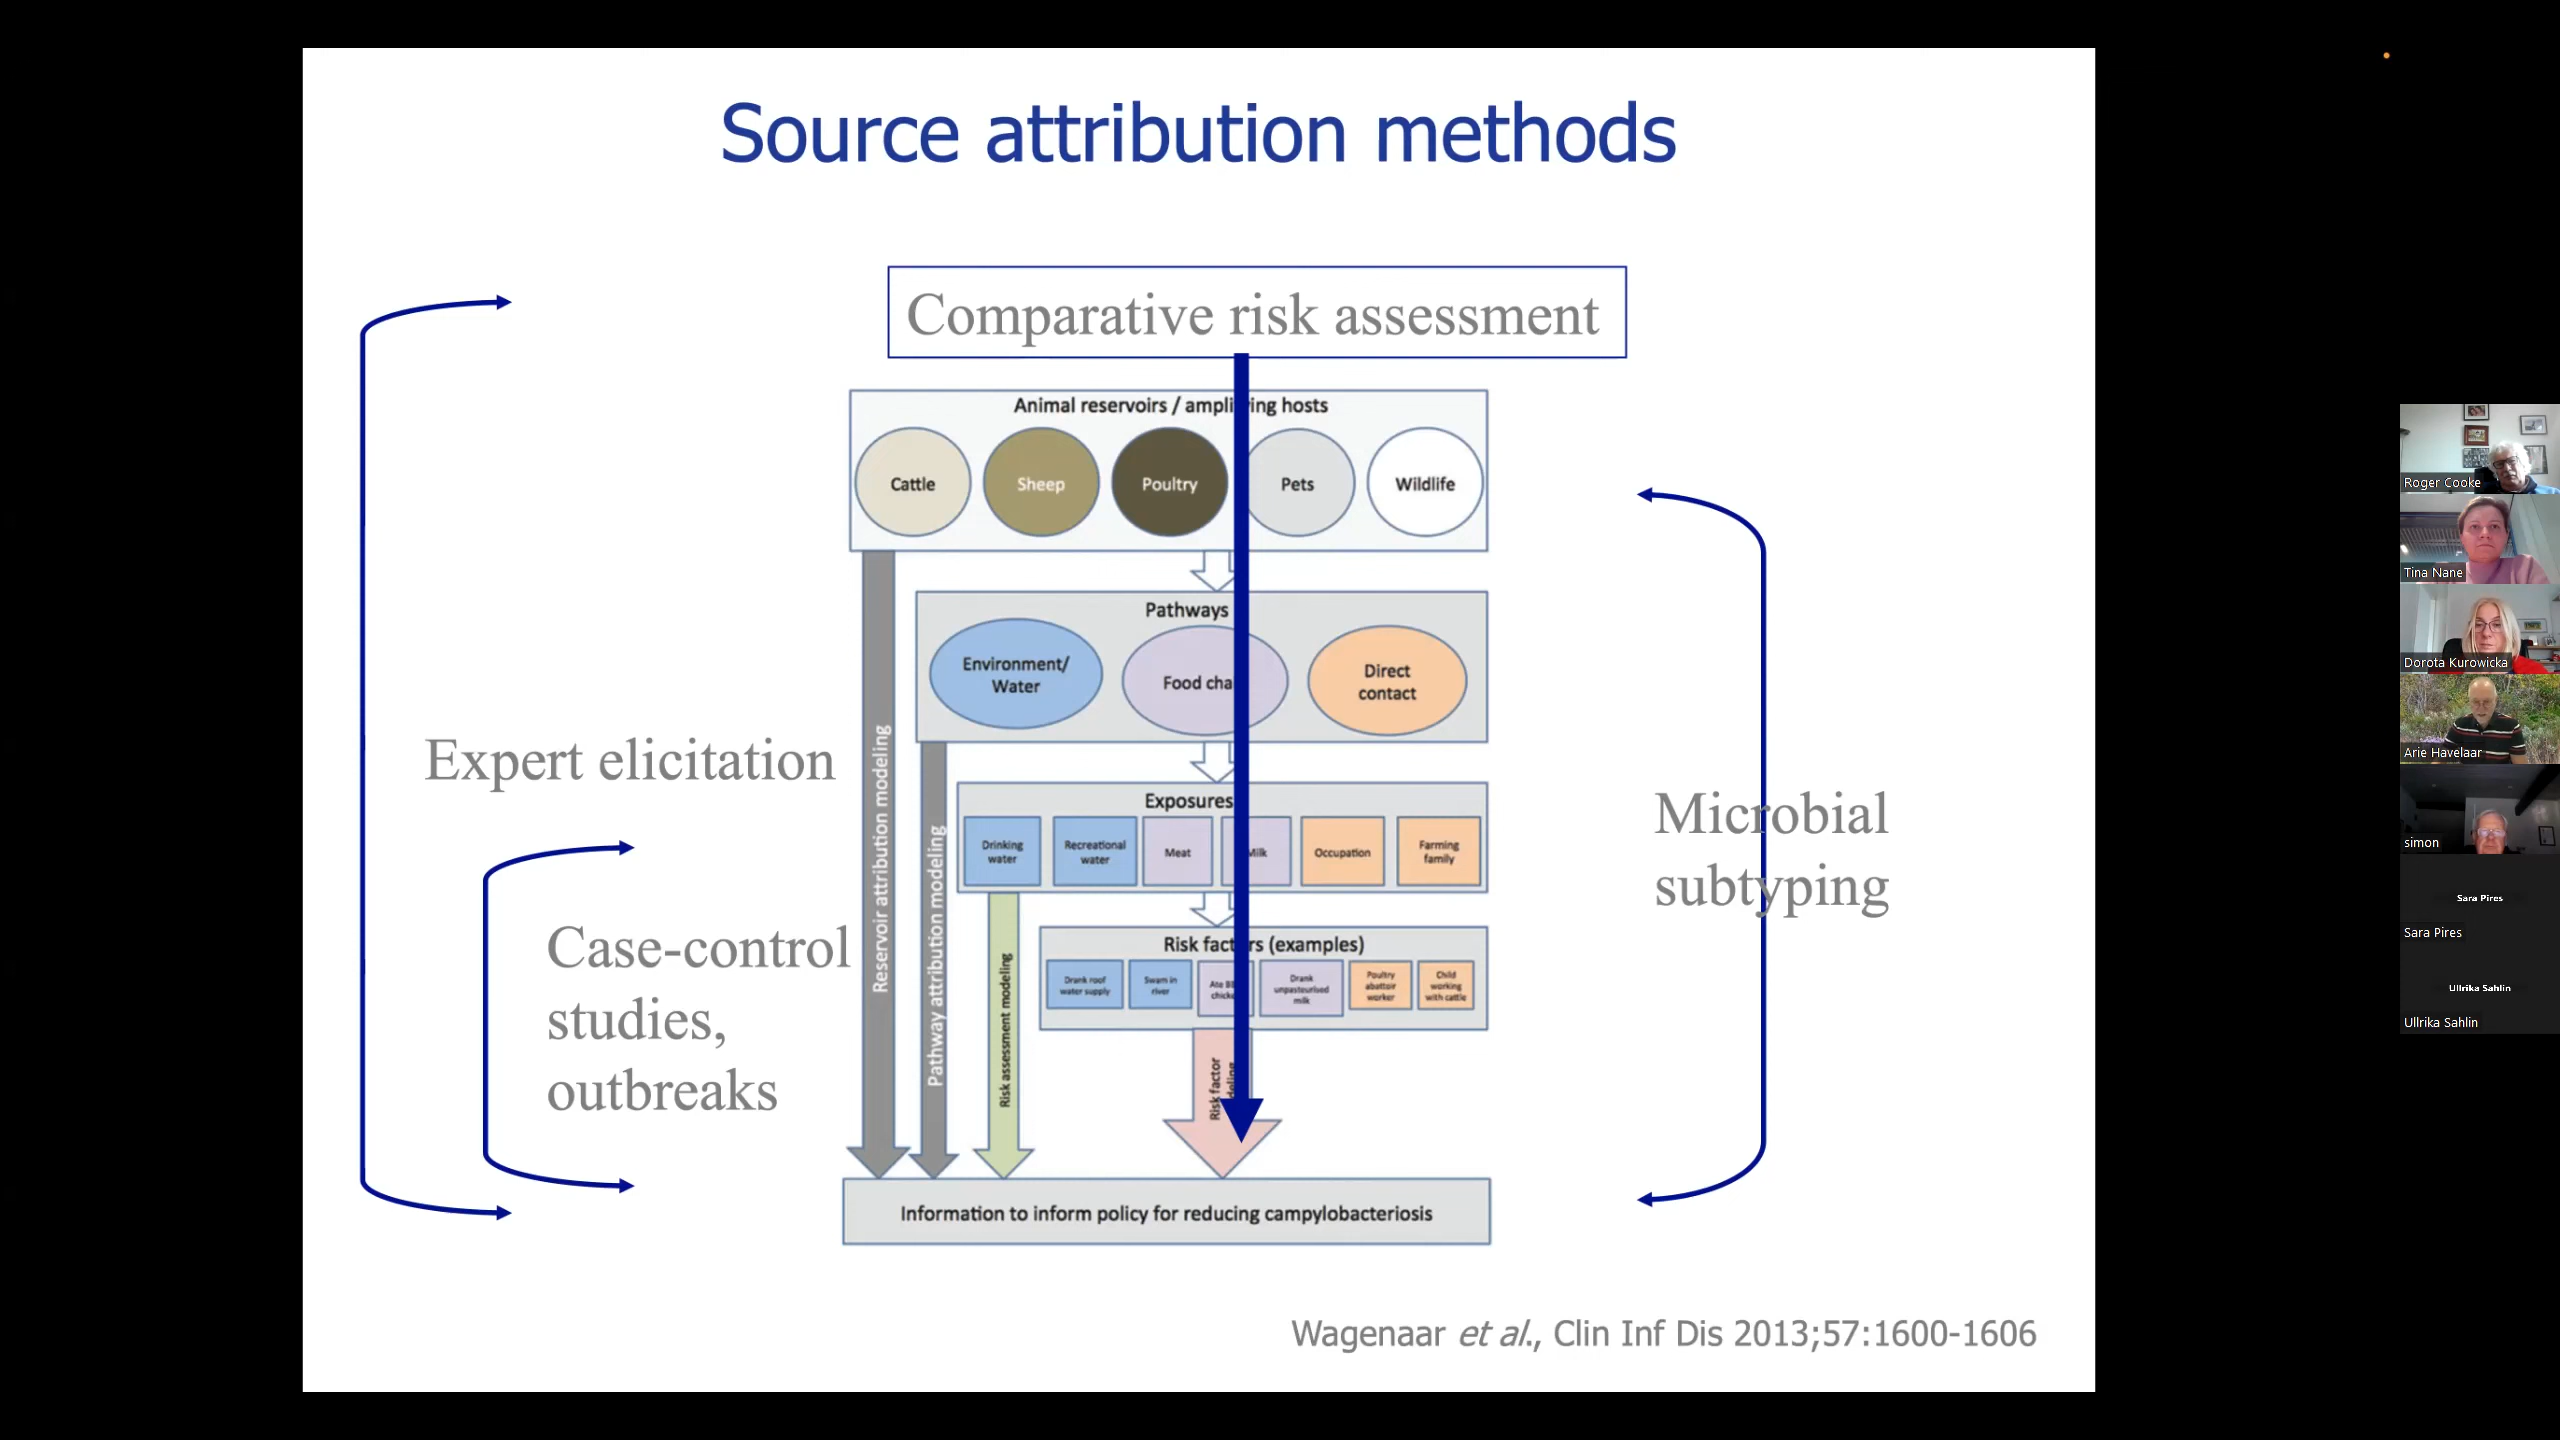 Source attribution methods
Comparative risk assessment
Animal reservoirs / amplifying hosts
Cattle
Sheep
Poultry
Pets
Wildlife
Pathways
Environment/
Water
Food cha
Direct
contact
Exposures
Drinking
water
Recreational
water
Meat
Milk
Occupation
Farming
family
Risk factors (examples)
Drank roof
water supply
Swam in
river
Ate B
chick
Drank
unpasteurised
milk
Poultry
abattoir
worker
Child
working
with cattle
Reservoir attribution modeling
Pathway attribution modeling
Risk assessment modeling
Risk factor
deling
Information to inform policy for reducing campylobacteriosis
Expert elicitation
Case-control
studies,
outbreaks
Microbial
subtyping
Wagenaar et al., Clin Inf Dis 2013;57:1600-1606
Roger Cooke
Tina Nane
Dorota Kurowicka
Arie Havelaar
simon
Sara Pires
Sara Pires
Ullrika Sahlin
Ullrika Sahlin